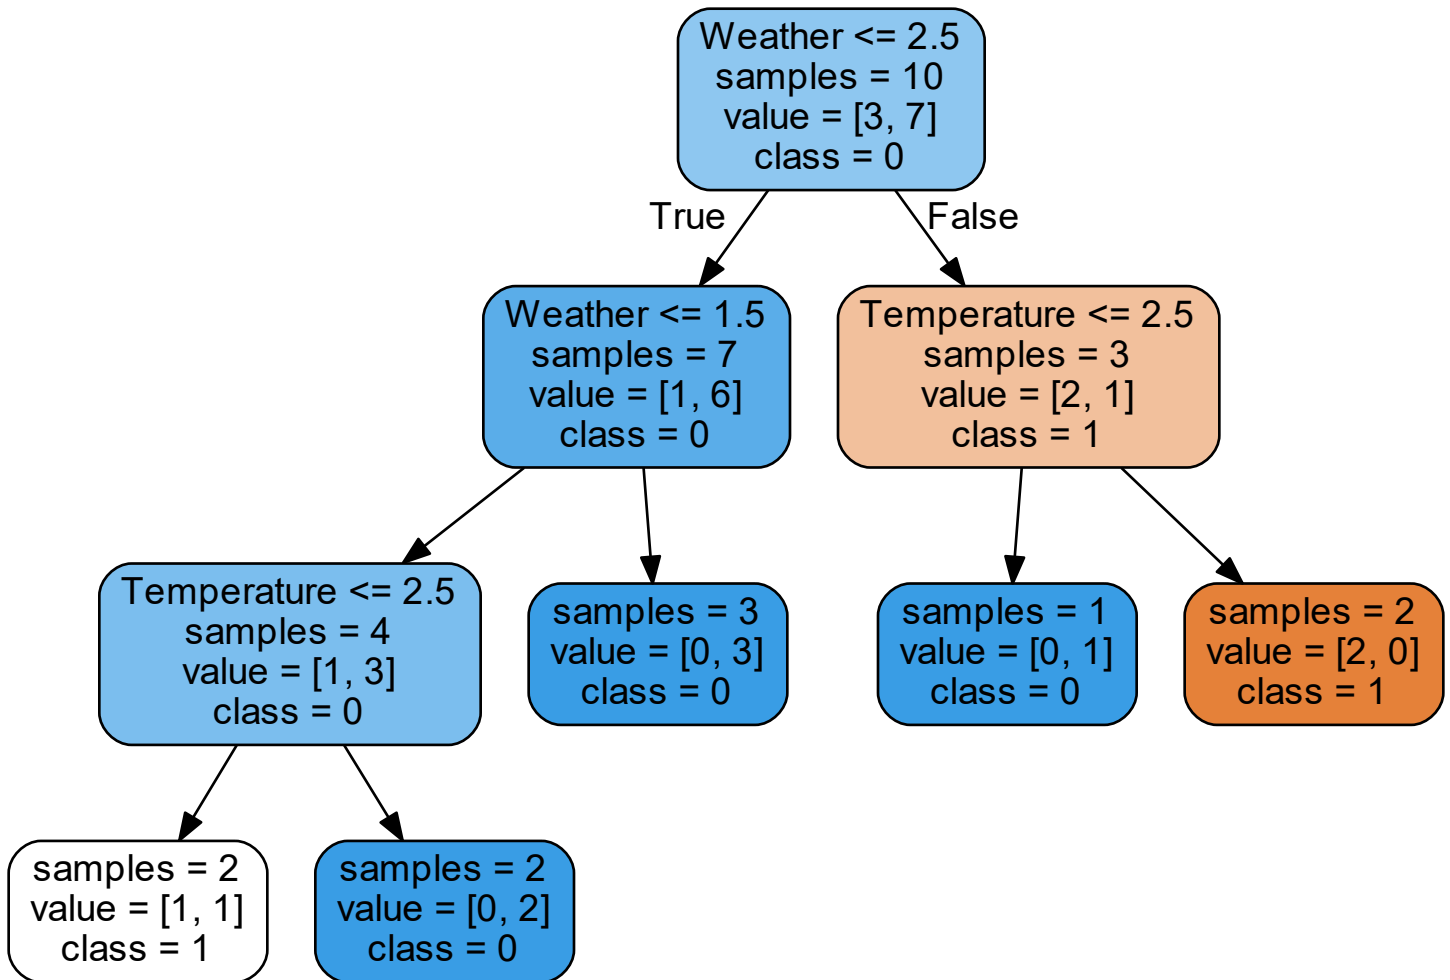 Weather <= 2.5
samples = 10
value = [3, 7]
class = 0
True
False
Weather <= 1.5
samples = 7
value = [1, 6]
class = 0
Temperature <= 2.5
samples = 3
value = [2, 1]
class = 1
Temperature <= 2.5
samples = 4
value = [1, 3]
class = 0
samples = 3
value = [0, 3]
class = 0
samples = 1
value = [0, 1]
class = 0
samples = 2
value = [2, 0]
class = 1
samples = 2
value = [1, 1]
class = 1
samples = 2
value = [0, 2]
class = 0